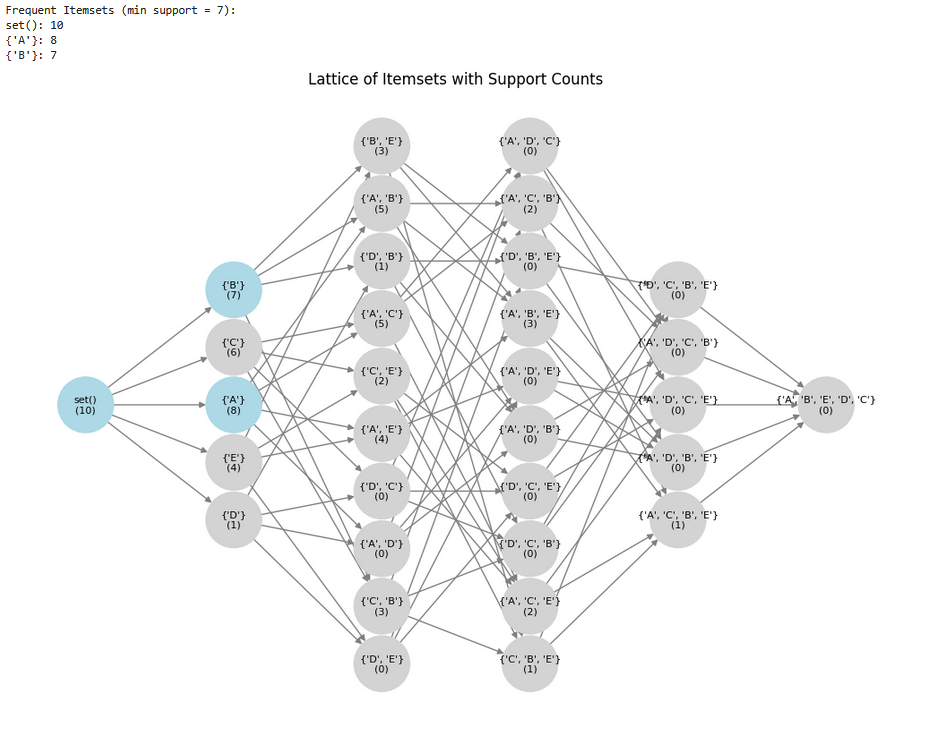 Frequent Itemsets (min support = 7):
set(): 10
{'A'}: 8
{'B'}: 7
Lattice of Itemsets with Support Counts
set()
(10)
{'B'}
(7)
{'C'}
(6)
{'A'}
(8)
{'E'}
(4)
{'D'}
(1)
{'B', 'E'}
(3)
{'A', 'B'}
(5)
{'D', 'B'}
(1)
{'A', 'C'}
(5)
{'C', 'E'}
(2)
{'A', 'E'}
(4)
{'D', 'C'}
(0)
{'A', 'D'}
(0)
{'C', 'B'}
(3)
{'D', 'E'}
(0)
{'A', 'D', 'C'}
(0)
{'A', 'C', 'B'}
(2)
{'D', 'B', 'E'}
(0)
{'A', 'B', 'E'}
(3)
{'A', 'D', 'E'}
(0)
{'A', 'D', 'B'}
(0)
{'D', 'C', 'E'}
(0)
{'D', 'C', 'B'}
(0)
{'A', 'C', 'E'}
(2)
{'C', 'B', 'E'}
(1)
{'D', 'C', 'B', 'E'}
(0)
{'A', 'D', 'C', 'B'}
(0)
{'A', 'D', 'C', 'E'}
(0)
{'A', 'D', 'B', 'E'}
(0)
{'A', 'C', 'B', 'E'}
(1)
{'A', 'B', 'E', 'D', 'C'}
(0)